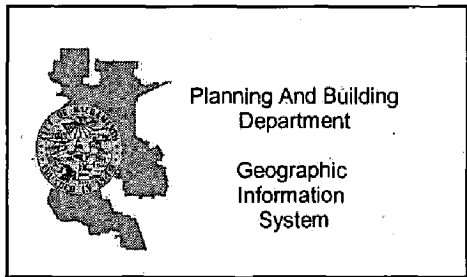 Planning And Building
Department
Geographic
Information
System